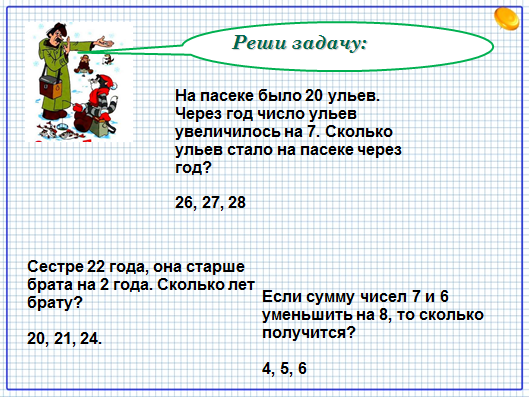 Реши задачу:
На пасеке было 20 ульев.
Через год число ульев
увеличилось на 7. Сколько
ульев стало на пасеке через
год?
26, 27, 28
Сестре 22 года, она старше
брата на 2 года. Сколько лет
брату?
20, 21, 24.
Если сумму чисел 7 и 6
уменьшить на 8, то сколько
получится?
4, 5, 6